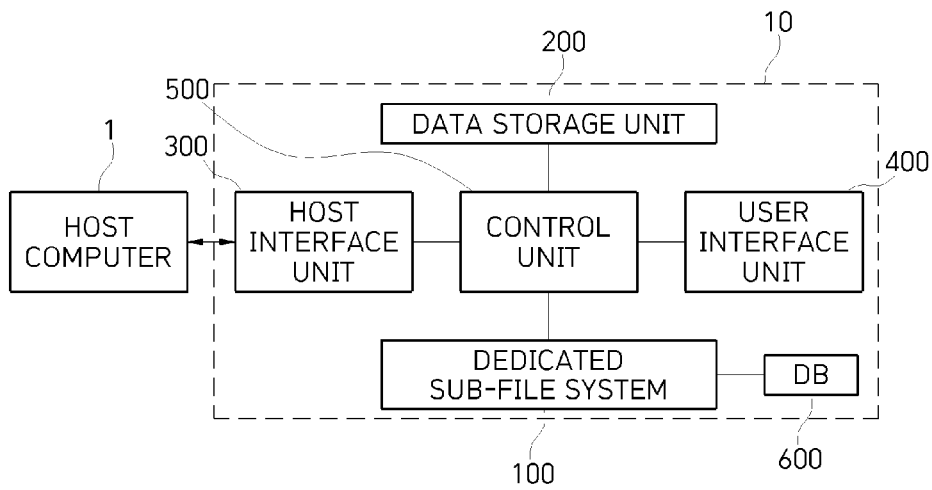 10
200
500
DATA STORAGE UNIT
1
300
400
HOST
COMPUTER
HOST
INTERFACE
UNIT
CONTROL
UNIT
USER
INTERFACE
UNIT
DEDICATED
SUB-FILE SYSTEM
DB
100
600